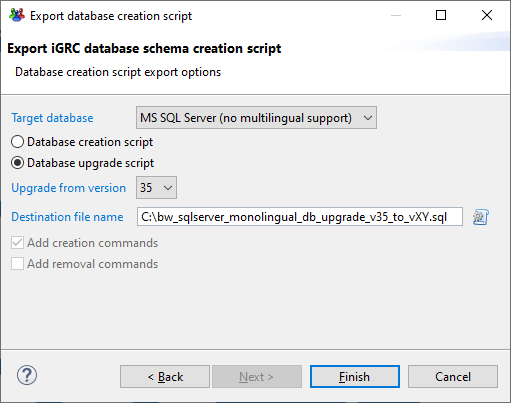 Export database creation script
Export iGRC database schema creation script
Database creation script export options
Target database MS SQL Server (no multilingual support)
Database creation script
Database upgrade script
Upgrade from version 35
Destination file name C:\bw_sqlserver_monolingual_db_upgrade_v35_to_vXY.sql
Add creation commands
Add removal commands
? < Back Next > Finish Cancel